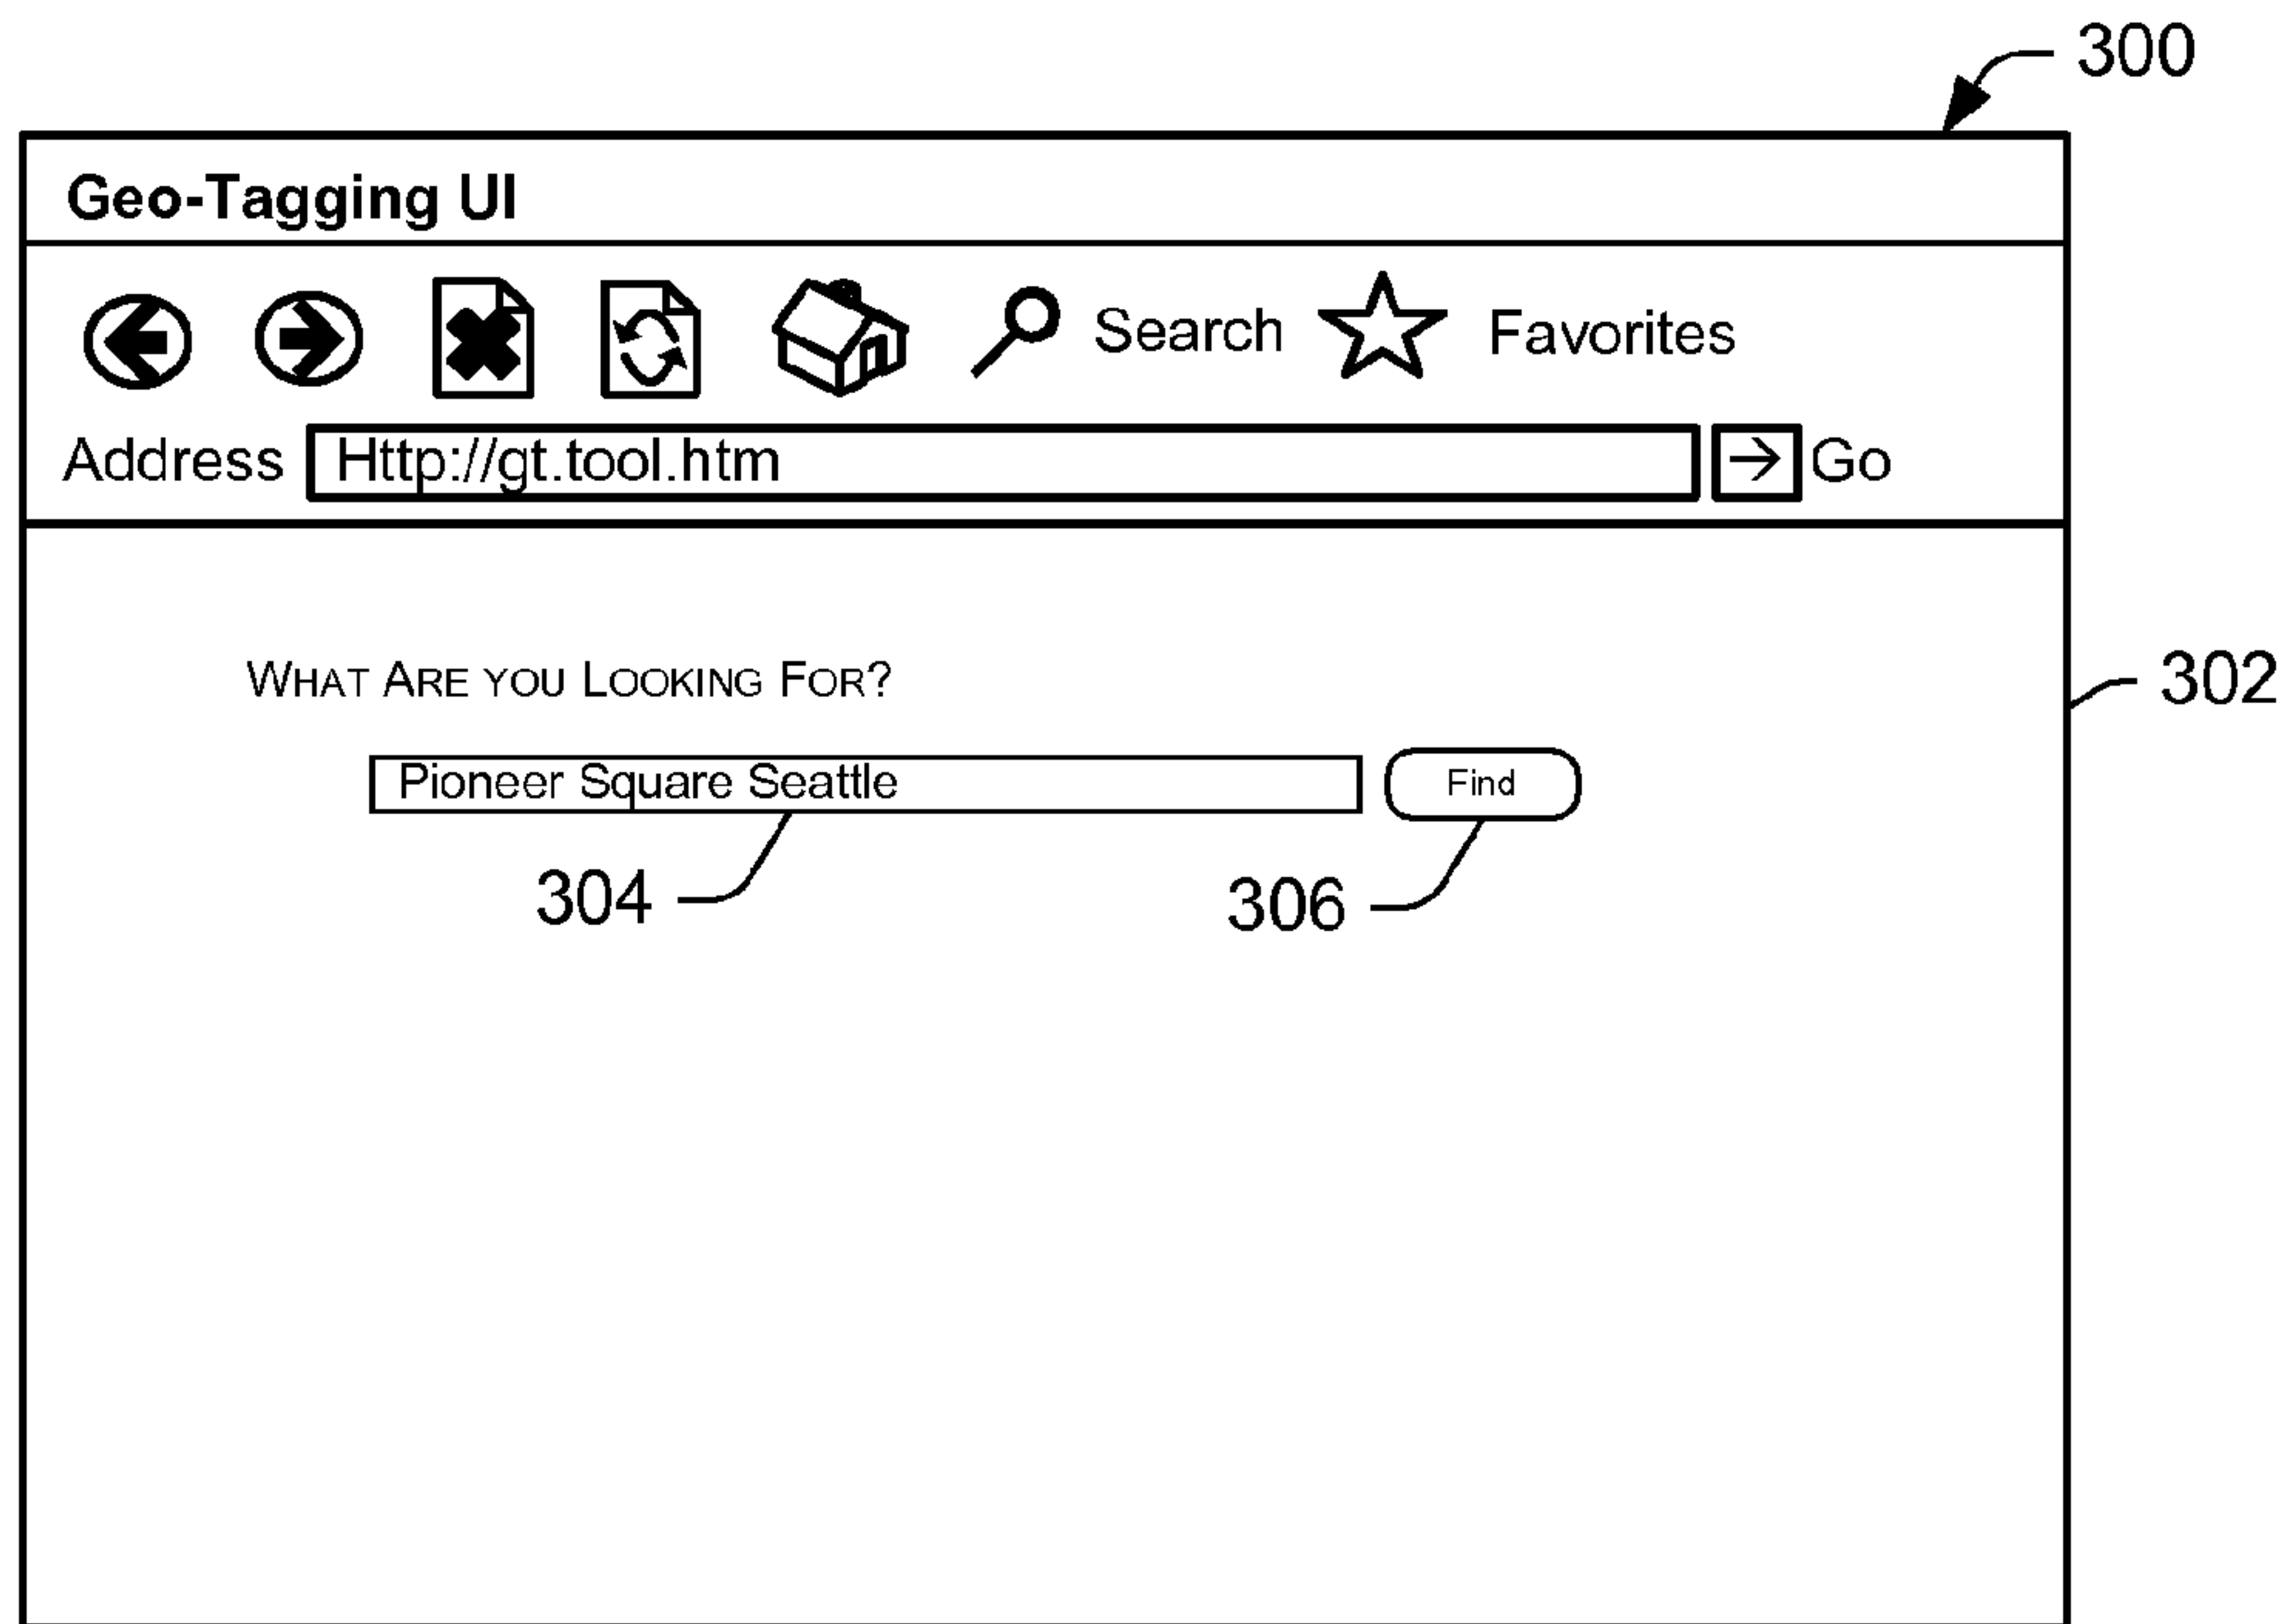 300
Geo-Tagging UI
Search Favorites
Address Http://gt.tool.htm Go
WHAT ARE YOU LOOKING FOR?
302
Pioneer Square Seattle Find
304 306